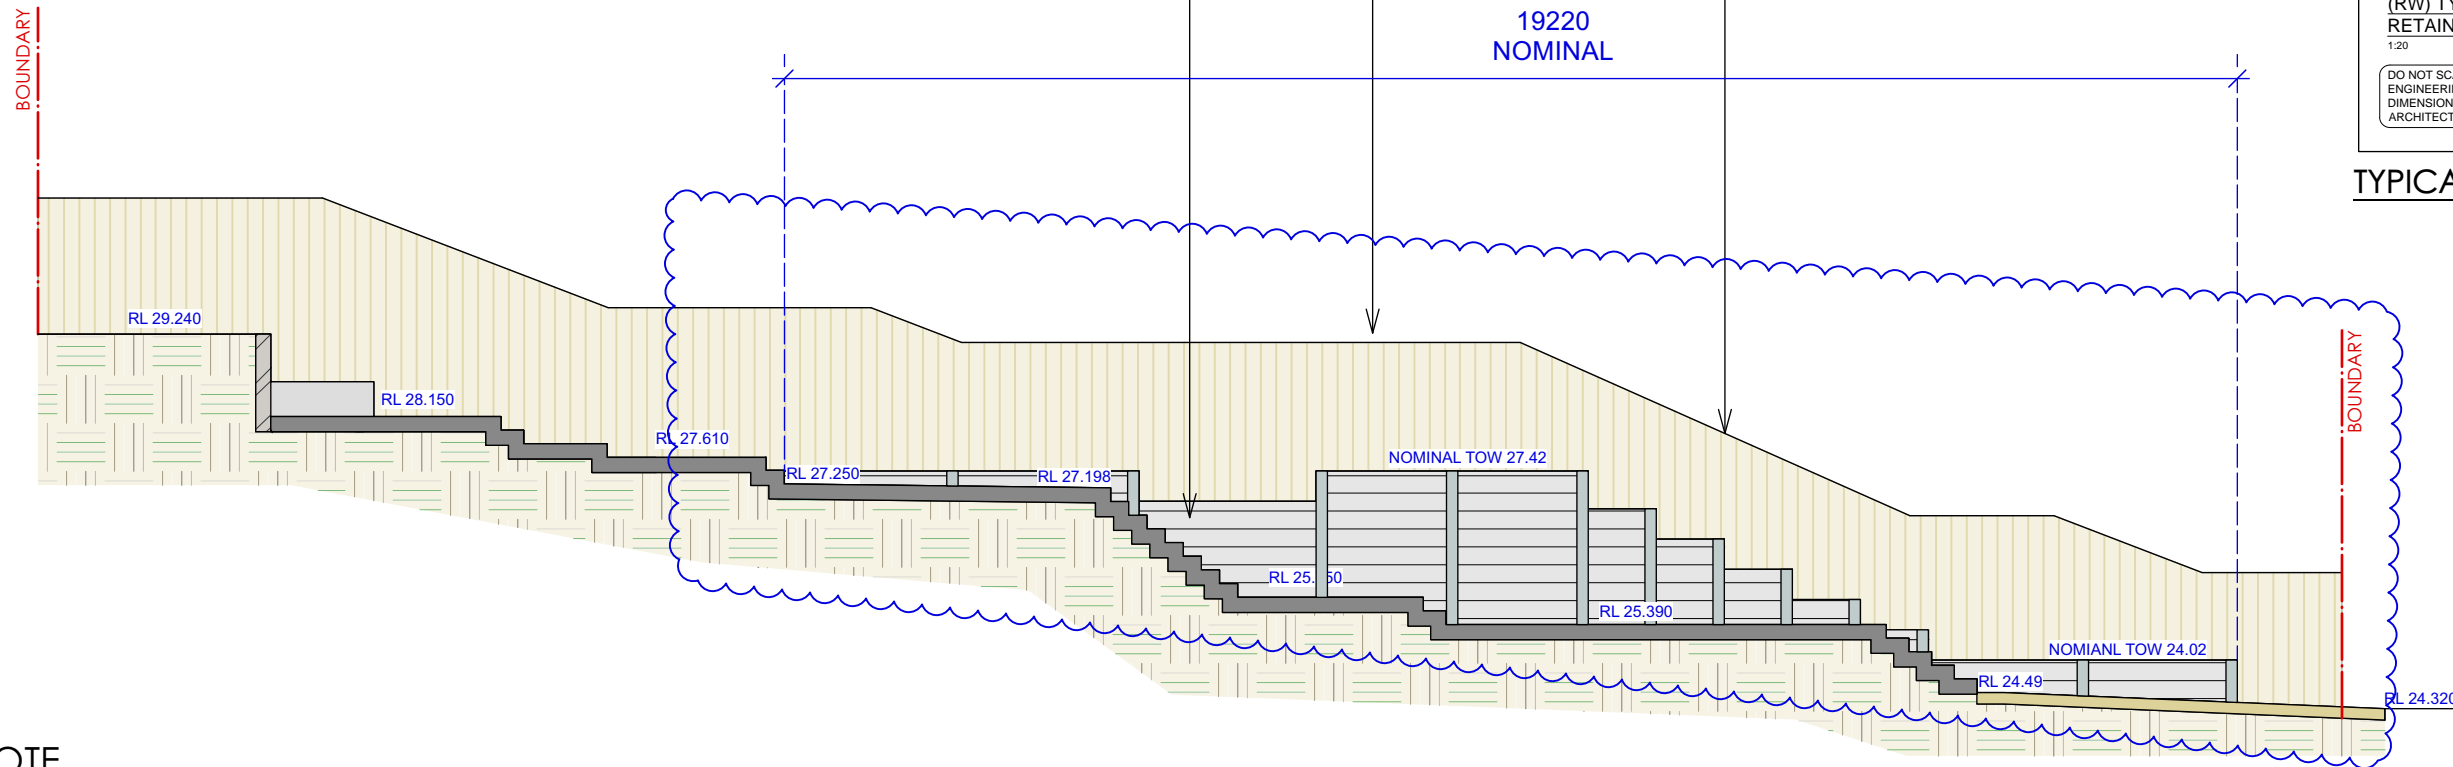 BOUNDARY
19220
NOMINAL
RETAIN
1:20
DO NOT SC
ENGINEERI
DIMENSION
ARCHITECT
TYPICA
RL 29.240
RL 28.150
RL 27.610
RL 27.250
RL 27.198
NOMINAL TOW 27.42
BOUNDARY
RL 25.390
NOMIANL TOW 24.02
RL 24.49
RL 24.320
OTE